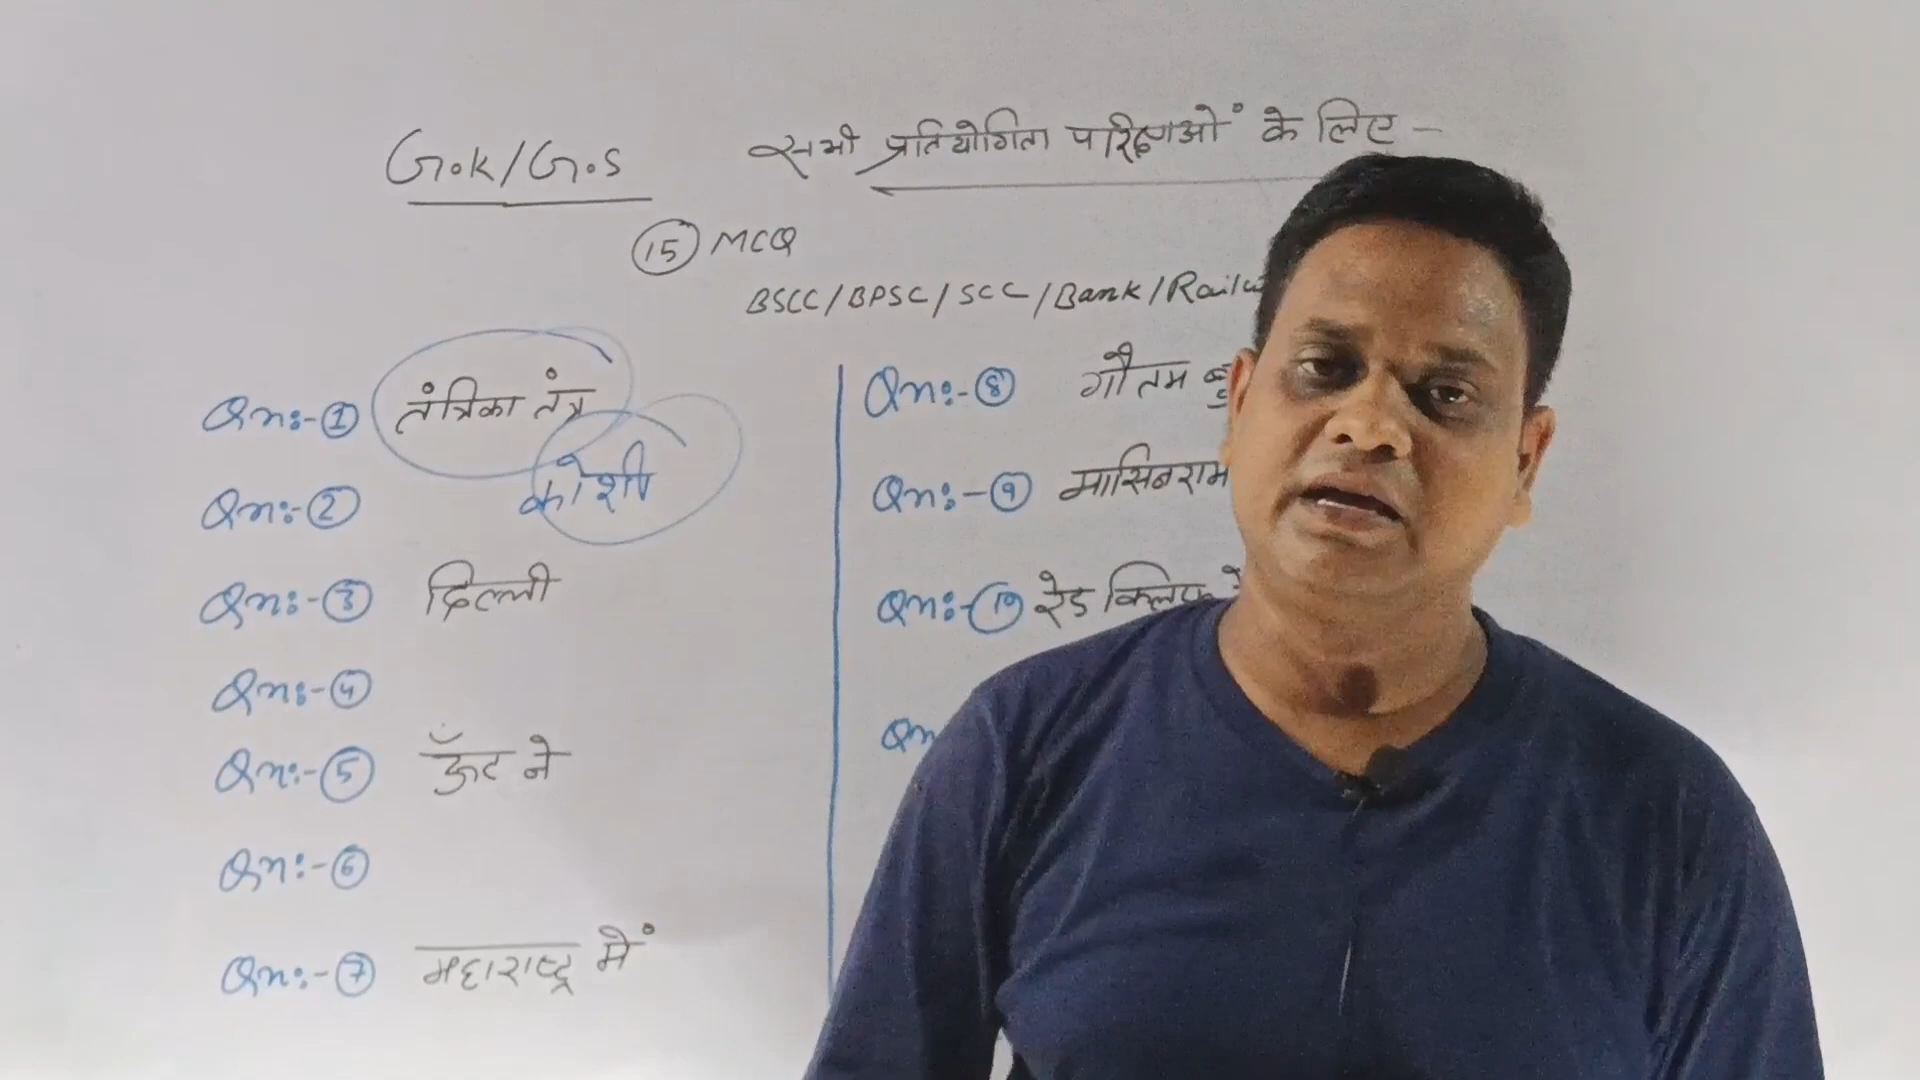 G.K/G.S सभी प्रतियोगिता परिक्षाओं के लिए -
15 MCQ
BSCC/BPSC/SCC/Bank/
Qn:-1 तंत्रिका तंत्र
Qn:-2 कोशी
Qn:-3 दिल्ली
Qn:-4
Qn:-5 ऊँट ने
Qn:-6
Qn:-7 महाराष्ट्र में
Qn:-8 गौतम
Qn:-9 मासिनराम
Qn:-10 रेड क्लिफ
Qn